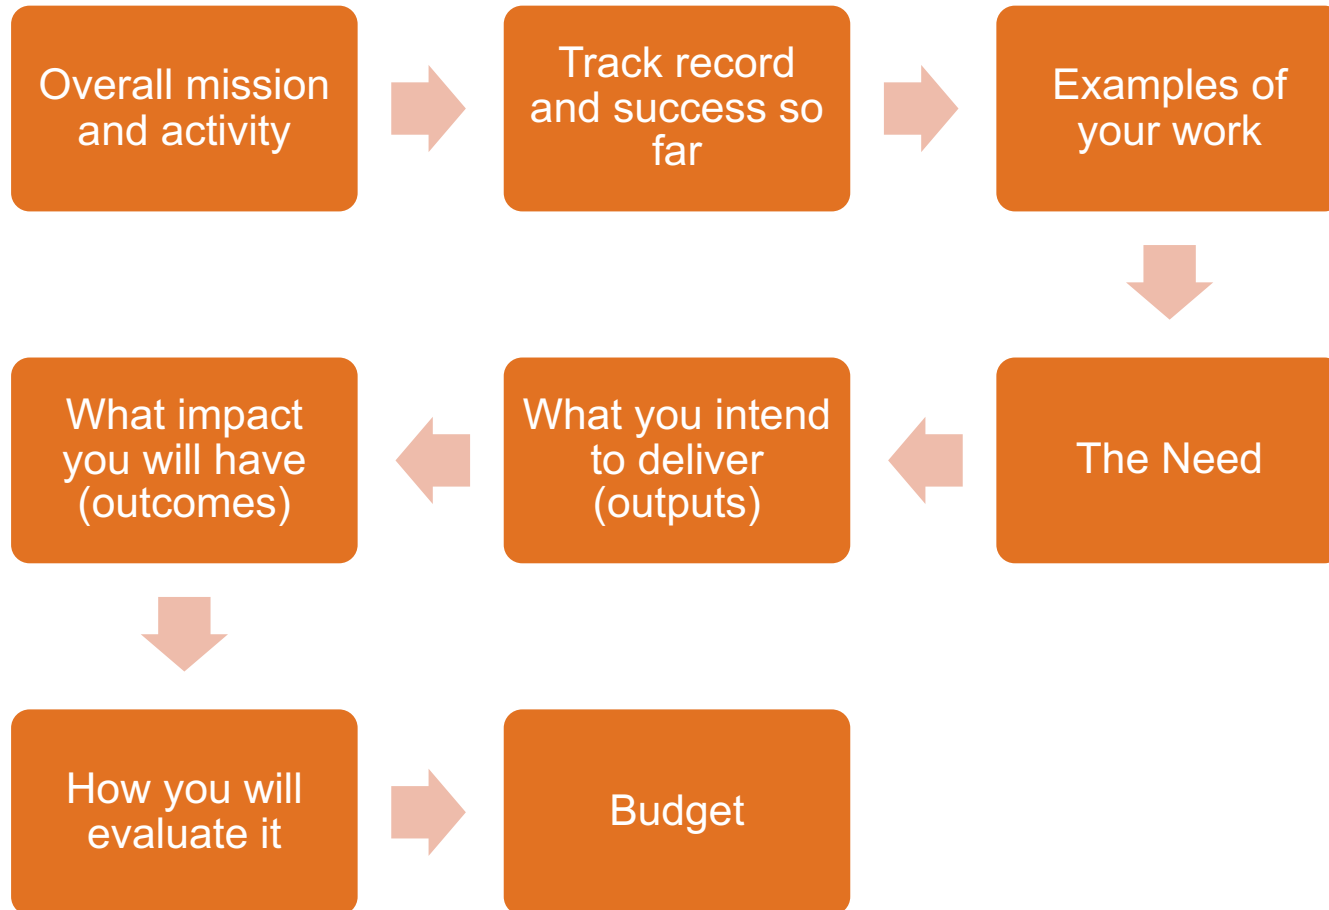 Overall mission
and activity
Track record
and success so
far
Examples of
your work
The Need
What you intend
to deliver
(outputs)
What impact
you will have
(outcomes)
How you will
evaluate it
Budget